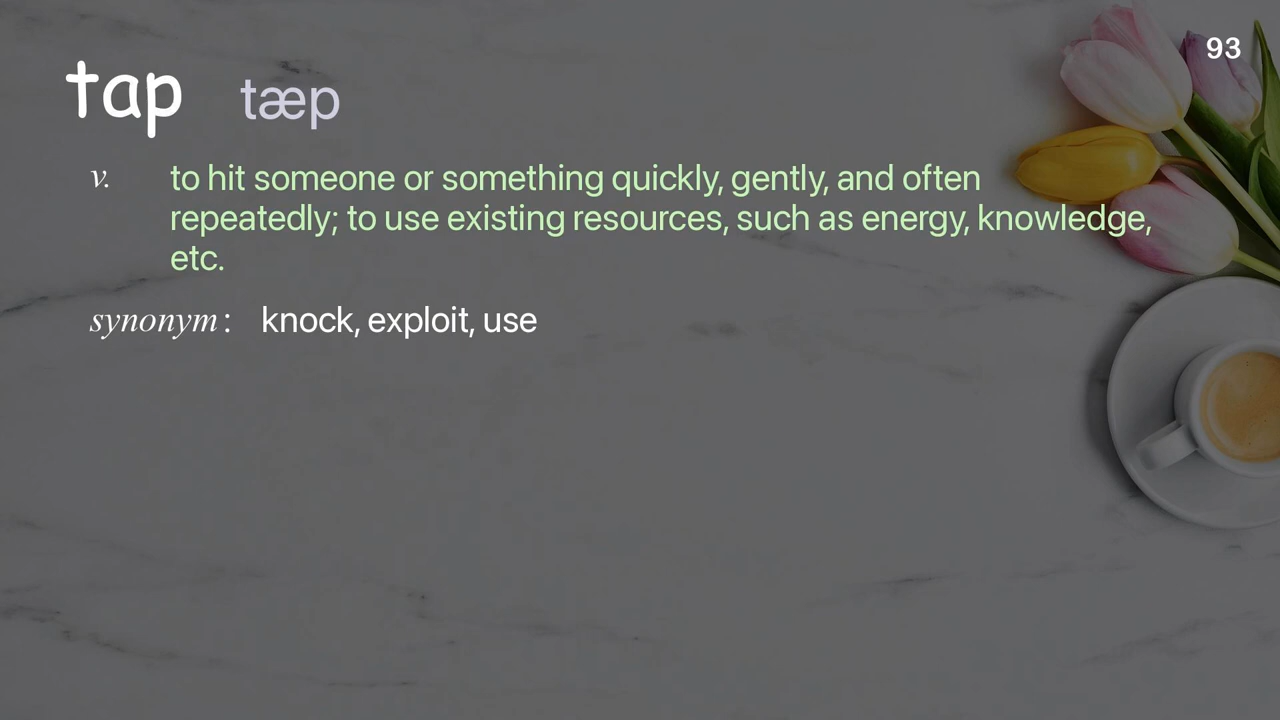 93
tap tæp
v. to hit someone or something quickly, gently, and often
repeatedly; to use existing resources, such as energy, knowledge,
etc.
synonym: knock, exploit, use